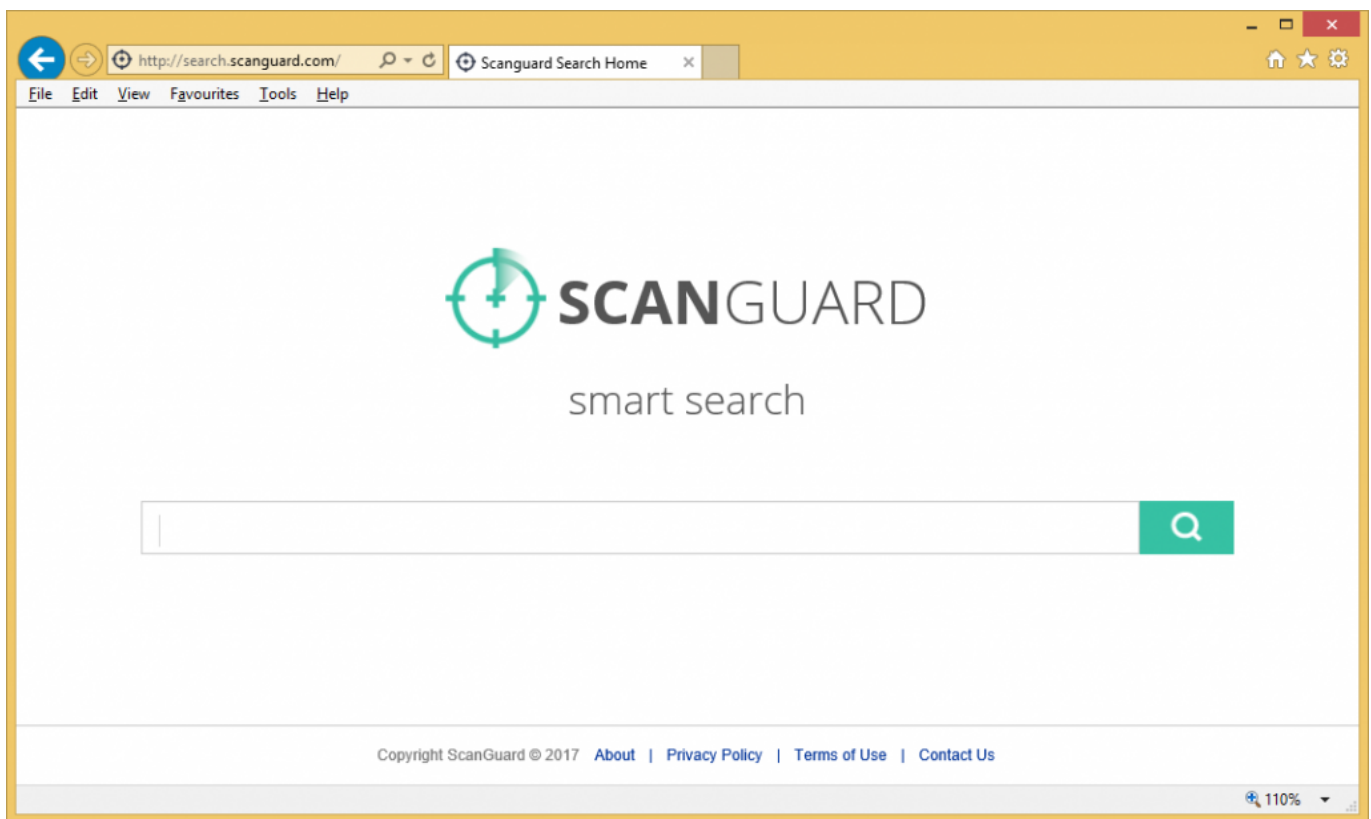 http://search.scanguard.com/
Scanguard Search Home
File Edit View Favourites Tools Help
SCANGUARD
smart search
Copyright ScanGuard © 2017 About | Privacy Policy | Terms of Use | Contact Us
110%